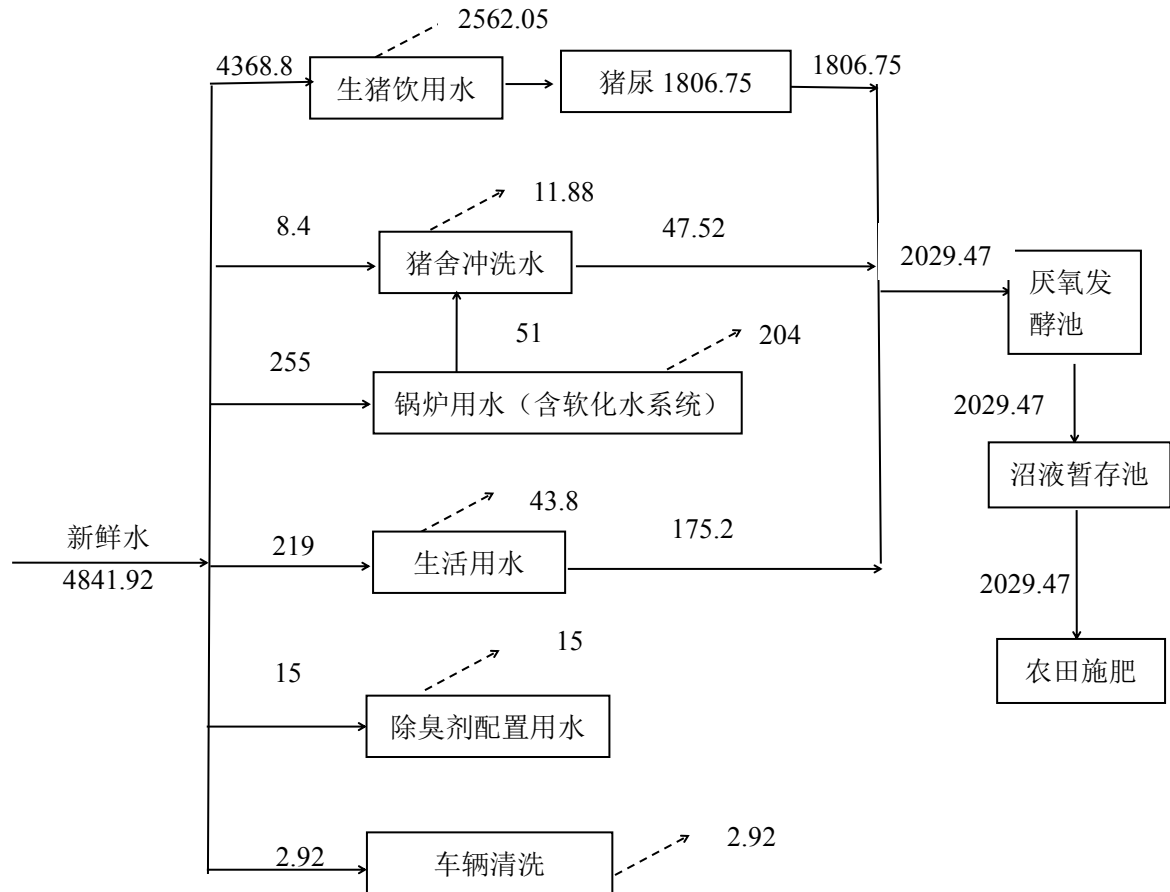 2562.05
4368.8
生猪饮用水
猪尿 1806.75
1806.75
11.88
8.4
猪舍冲洗水
47.52
2029.47
厌氧发
酵池
51
204
255
锅炉用水（含软化水系统）
2029.47
沼液暂存池
43.8
新鲜水
4841.92
219
生活用水
175.2
2029.47
农田施肥
15
15
除臭剂配置用水
2.92
车辆清洗
2.92